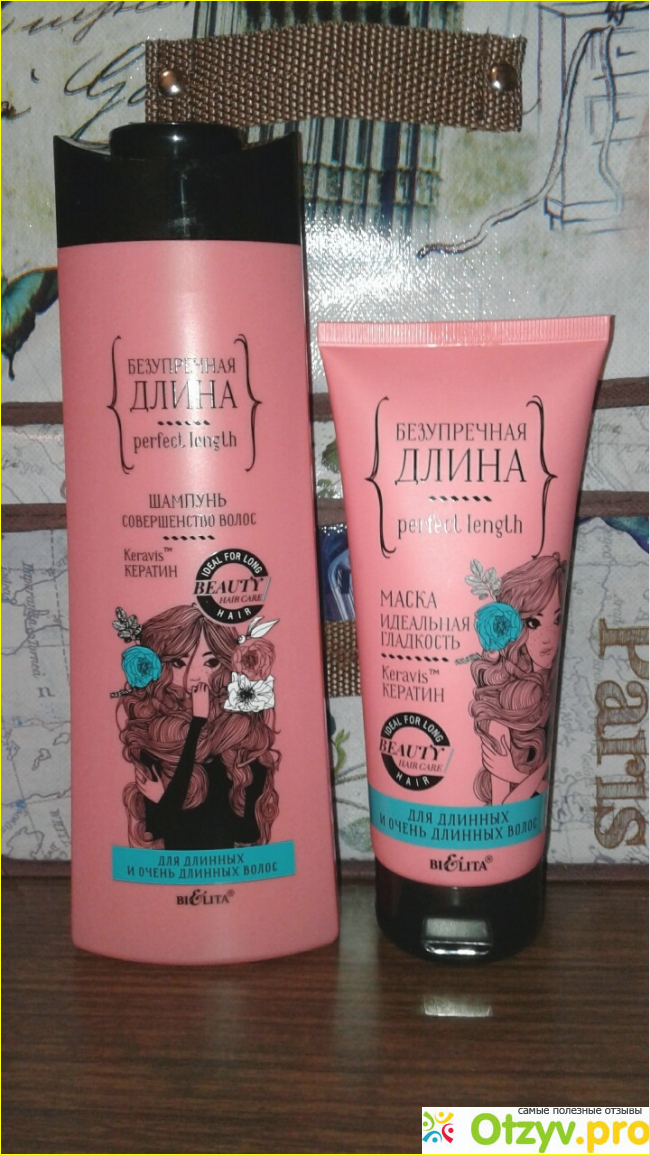 БЕЗУПРЕЧНАЯ
ДЛИНА
perfect length
ШАМПУНЬ
СОВЕРШЕНСТВО ВОЛОС
Keravis™
КЕРАТИН
IDEAL FOR LONG
BEAUTY
HAIR CARE
HAIR
ДЛЯ ДЛИННЫХ
И ОЧЕНЬ ДЛИННЫХ ВОЛОС
BIELITA®
БЕЗУПРЕЧНАЯ
ДЛИНА
perfect length
МАСКА
ИДЕАЛЬНАЯ
ГЛАДКОСТЬ
Keravis™
КЕРАТИН
IDEAL FOR LONG
BEAUTY
HAIR CARE
HAIR
ДЛЯ ДЛИННЫХ
И ОЧЕНЬ ДЛИННЫХ ВОЛОС
BIELITA®
Paris
самые полезные отзывы
Otzyv.pro